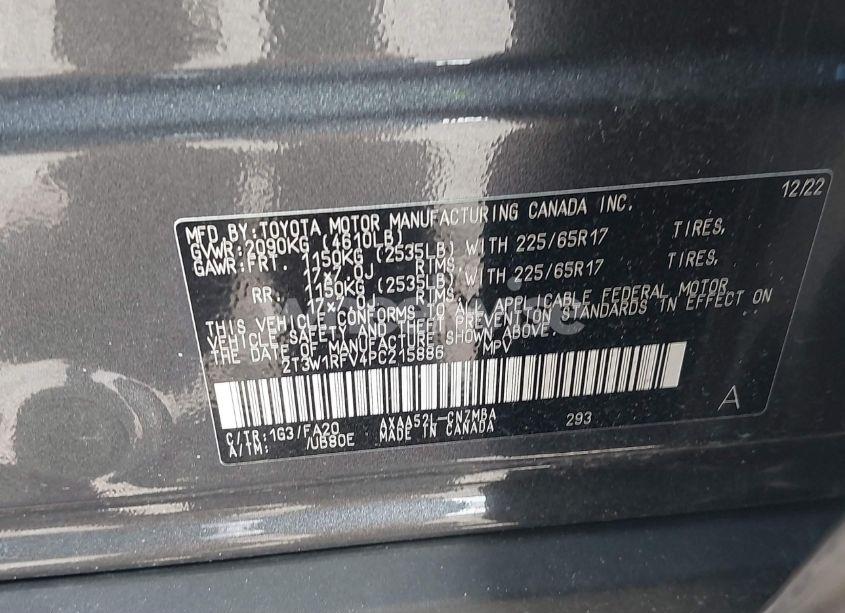 12/22
MFD BY:TOYOTA MOTOR MANUFACTURING CANADA INC.
GVWR:2090KG (4610LB)
GAWR:FRT. 1150KG (2535LB) WITH 225/65R17 TIRES,
17x7.0J RIMS,
RR: 1150KG (2535LB) WITH 225/65R17 TIRES,
17x7.0J RIMS,
THIS VEHICLE CONFORMS TO ALL APPLICABLE FEDERAL MOTOR
VEHICLE SAFETY AND THEFT PREVENTION STANDARDS IN EFFECT ON
THE DATE OF MANUFACTURE SHOWN ABOVE.
2T3W1RFV4PC215886 MPV
C/TR:1G3/FA20 AXAA52L-CNZMBA 293 A
A/TM: /UB80E MADE IN CANADA